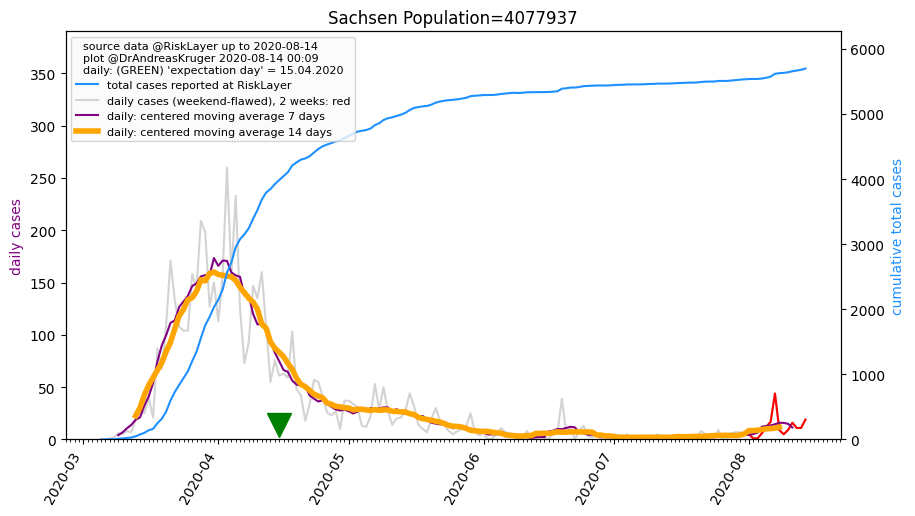 Sachsen Population=4077937
source data @RiskLayer up to 2020-08-14
plot @DrAndreasKruger 2020-08-14 00:09
daily: (GREEN) 'expectation day' = 15.04.2020
total cases reported at RiskLayer
daily cases (weekend-flawed), 2 weeks: red
daily: centered moving average 7 days
daily: centered moving average 14 days
daily cases
350
300
250
200
150
100
50
0
6000
5000
4000
3000
2000
1000
0
cumulative total cases
2020-03
2020-04
2020-05
2020-06
2020-07
2020-08